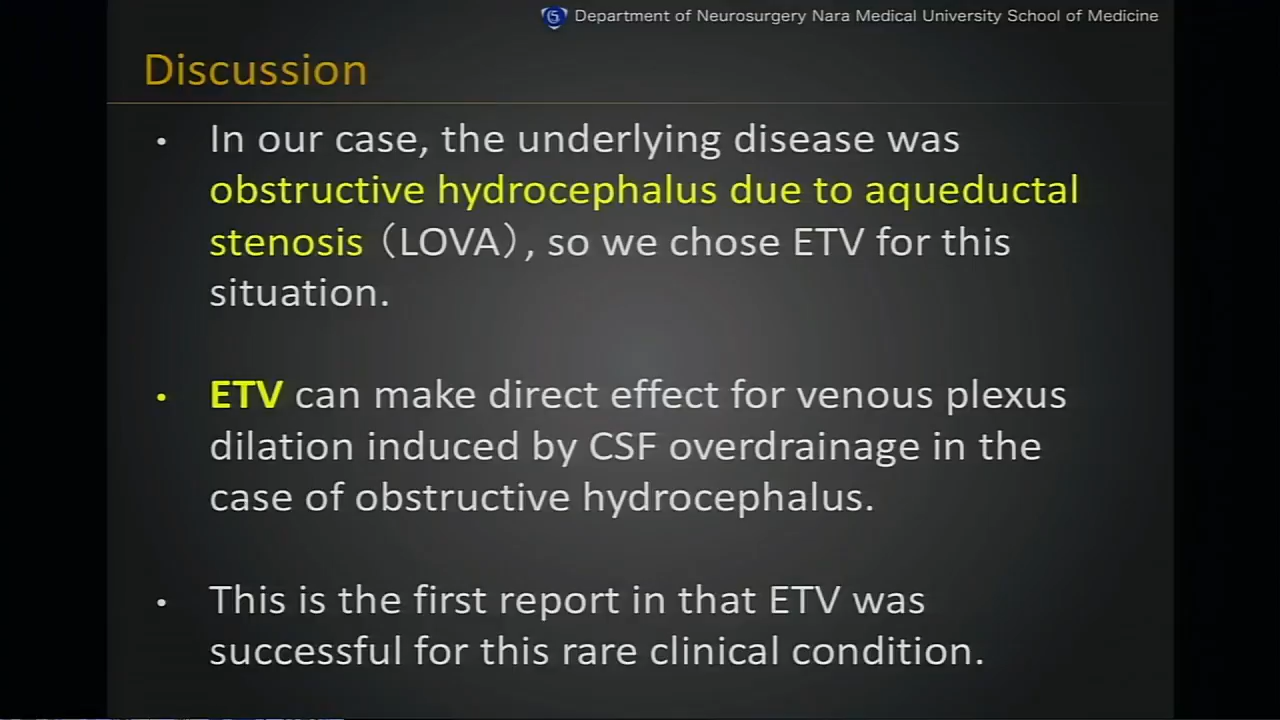 Department of Neurosurgery Nara Medical University School of Medicine
Discussion
• In our case, the underlying disease was
obstructive hydrocephalus due to aqueductal
stenosis（LOVA）, so we chose ETV for this
situation.
• ETV can make direct effect for venous plexus
dilation induced by CSF overdrainage in the
case of obstructive hydrocephalus.
• This is the first report in that ETV was
successful for this rare clinical condition.